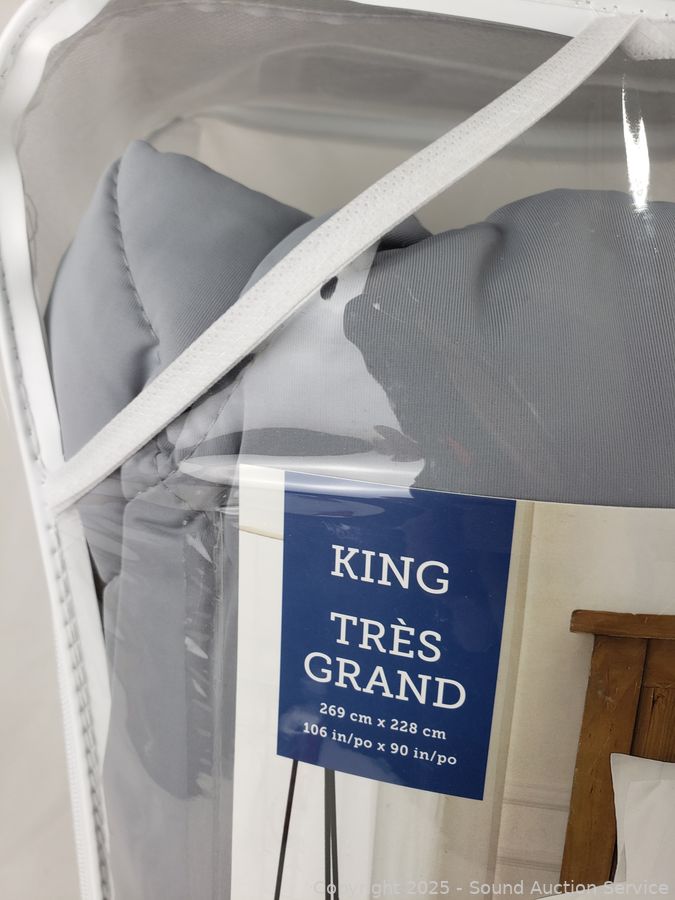 KING
TRÈS
GRAND
269 cm x 228 cm
106 in/po x 90 in/po
Copyright 2025 - Sound Auction Service